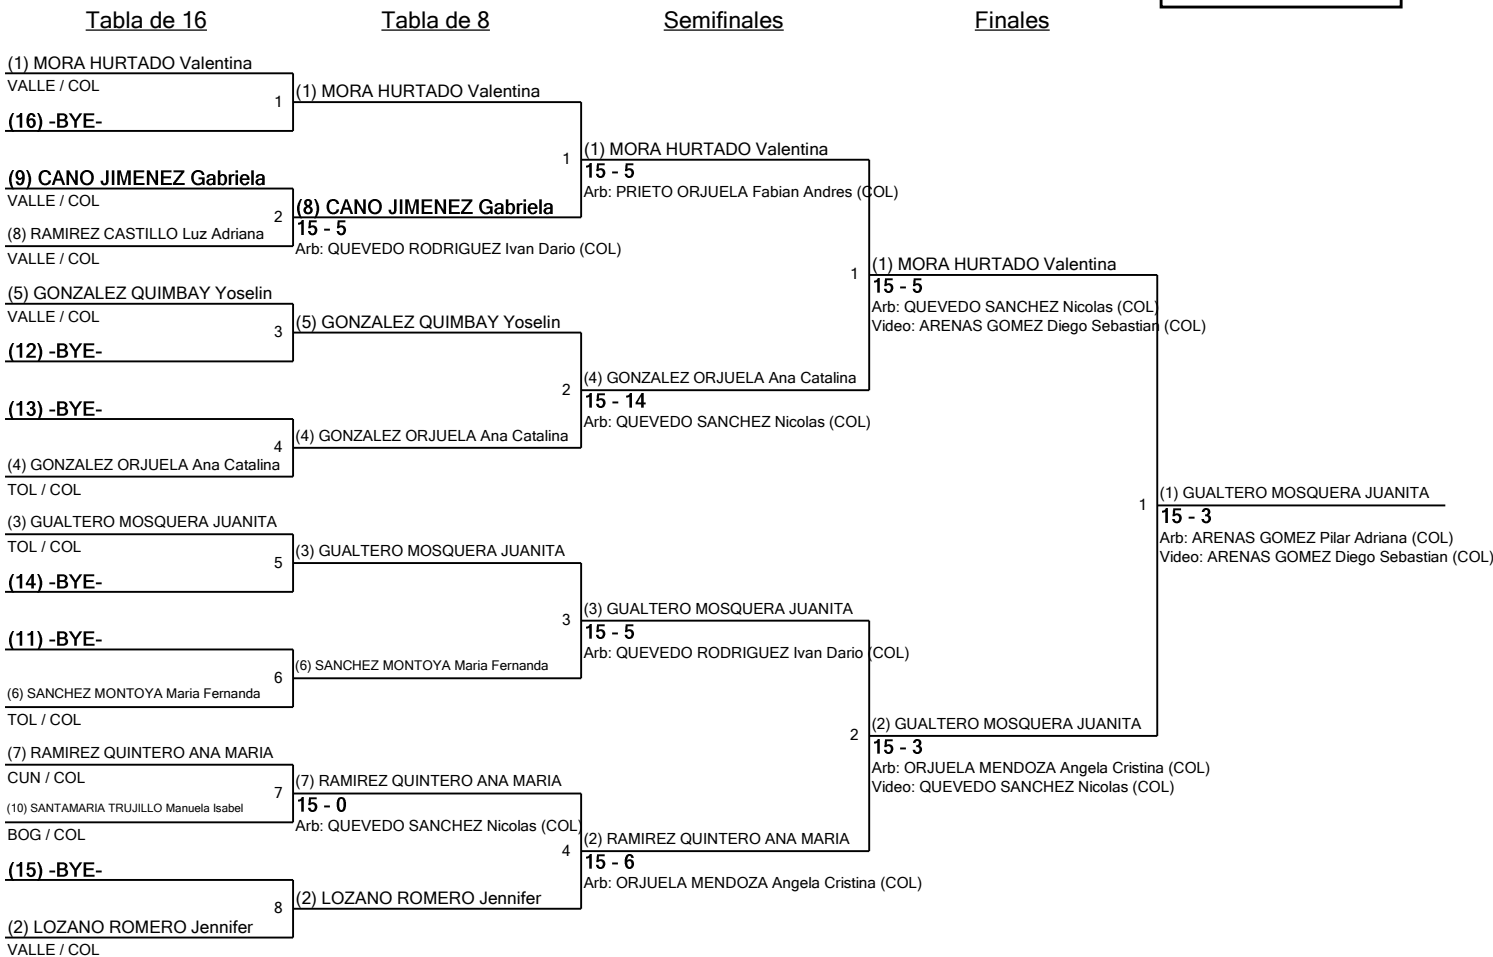 Tabla de 16
Tabla de 8
Semifinales
Finales
(1) MORA HURTADO Valentina
VALLE / COL
1
(16) -BYE-
(9) CANO JIMENEZ Gabriela
VALLE / COL
2
(8) RAMIREZ CASTILLO Luz Adriana
VALLE / COL
(5) GONZALEZ QUIMBAY Yoselin
VALLE / COL
3
(12) -BYE-
(13) -BYE-
4
(4) GONZALEZ ORJUELA Ana Catalina
TOL / COL
(3) GUALTERO MOSQUERA JUANITA
TOL / COL
5
(14) -BYE-
(11) -BYE-
6
(6) SANCHEZ MONTOYA Maria Fernanda
TOL / COL
(7) RAMIREZ QUINTERO ANA MARIA
CUN / COL
7
(10) SANTAMARIA TRUJILLO Manuela Isabel
BOG / COL
(15) -BYE-
8
(2) LOZANO ROMERO Jennifer
VALLE / COL
(1) MORA HURTADO Valentina
1
(8) CANO JIMENEZ Gabriela
15 - 5
Arb: QUEVEDO RODRIGUEZ Ivan Dario (COL)
(5) GONZALEZ QUIMBAY Yoselin
2
(4) GONZALEZ ORJUELA Ana Catalina
(3) GUALTERO MOSQUERA JUANITA
3
(6) SANCHEZ MONTOYA Maria Fernanda
(7) RAMIREZ QUINTERO ANA MARIA
15 - 0
Arb: QUEVEDO SANCHEZ Nicolas (COL)
4
(2) LOZANO ROMERO Jennifer
(1) MORA HURTADO Valentina
15 - 5
Arb: PRIETO ORJUELA Fabian Andres (COL)
1
(4) GONZALEZ ORJUELA Ana Catalina
15 - 14
Arb: QUEVEDO SANCHEZ Nicolas (COL)
(3) GUALTERO MOSQUERA JUANITA
15 - 5
Arb: QUEVEDO RODRIGUEZ Ivan Dario (COL)
2
(2) RAMIREZ QUINTERO ANA MARIA
15 - 6
Arb: ORJUELA MENDOZA Angela Cristina (COL)
(1) MORA HURTADO Valentina
15 - 5
Arb: QUEVEDO SANCHEZ Nicolas (COL)
Video: ARENAS GOMEZ Diego Sebastian (COL)
1
(2) GUALTERO MOSQUERA JUANITA
15 - 3
Arb: ORJUELA MENDOZA Angela Cristina (COL)
Video: QUEVEDO SANCHEZ Nicolas (COL)
(1) GUALTERO MOSQUERA JUANITA
15 - 3
Arb: ARENAS GOMEZ Pilar Adriana (COL)
Video: ARENAS GOMEZ Diego Sebastian (COL)